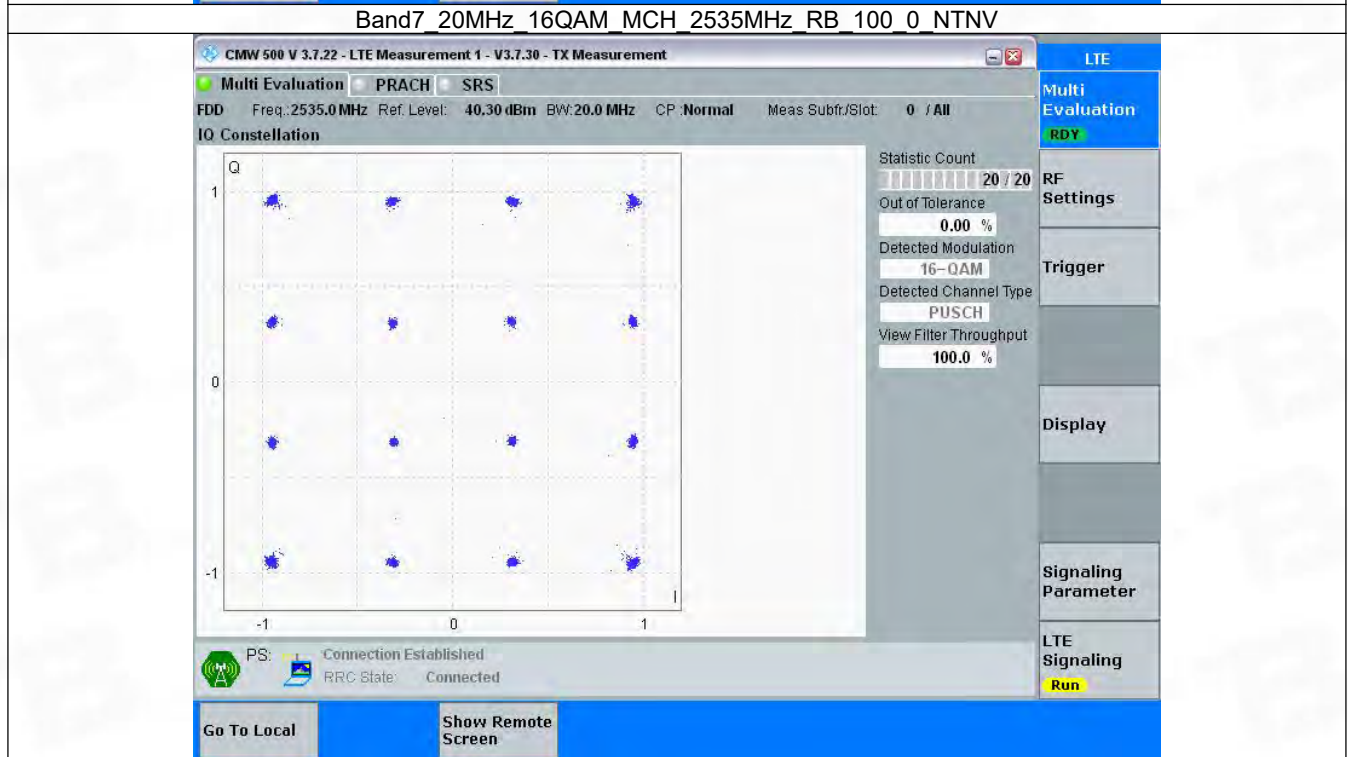 Band7_20MHz_16QAM_MCH_2535MHz_RB_100_0_NTNV
CMW 500 V 3.7.22 - LTE Measurement 1 - V3.7.30 - TX Measurement
LTE
Multi Evaluation PRACH SRS
Multi
Evaluation
RDY
FDD Freq.:2535.0 MHz Ref. Level: 40.30 dBm BW:20.0 MHz CP :Normal Meas Subfr./Slot: 0 / All
IQ Constellation
Q
1
0
-1
I
-1 0 1
Statistic Count
20 / 20
Out of Tolerance
0.00 %
Detected Modulation
16-QAM
Detected Channel Type
PUSCH
View Filter Throughput
100.0 %
RF
Settings
Trigger
Display
Signaling
Parameter
LTE
Signaling
Run
PS: Connection Established
RRC State: Connected
Go To Local
Show Remote
Screen